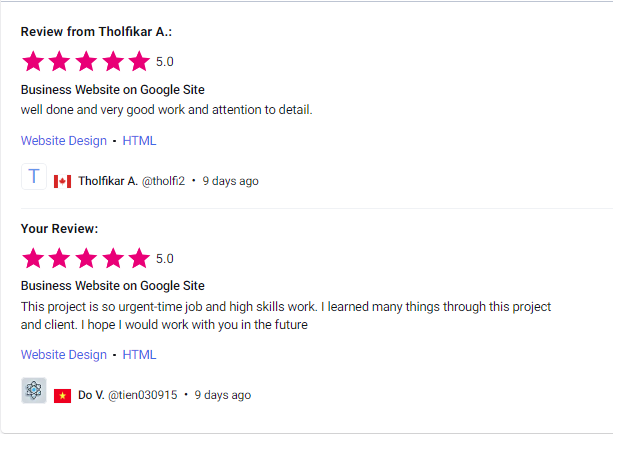 Review from Tholfikar A.:
5.0
Business Website on Google Site
well done and very good work and attention to detail.
Website Design • HTML
T Tholfikar A. @tholfi2 • 9 days ago
Your Review:
5.0
Business Website on Google Site
This project is so urgent-time job and high skills work. I learned many things through this project
and client. I hope I would work with you in the future
Website Design • HTML
Do V. @tien030915 • 9 days ago